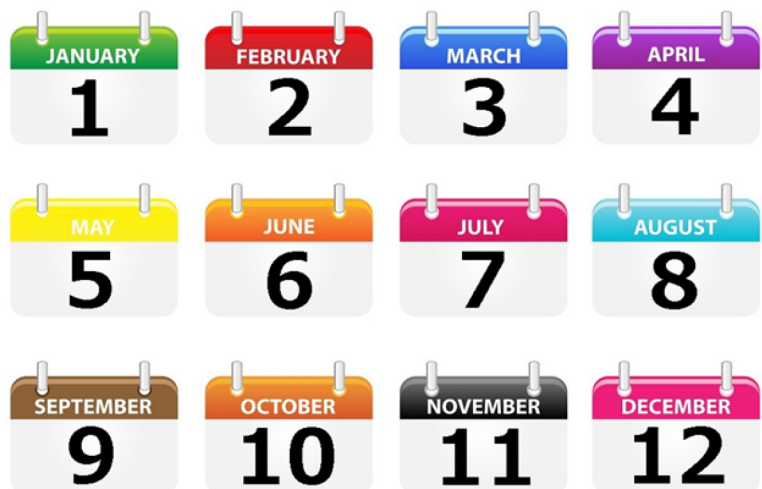 JANUARY
1
FEBRUARY
2
MARCH
3
APRIL
4
MAY
5
JUNE
6
JULY
7
AUGUST
8
SEPTEMBER
9
OCTOBER
10
NOVEMBER
11
DECEMBER
12